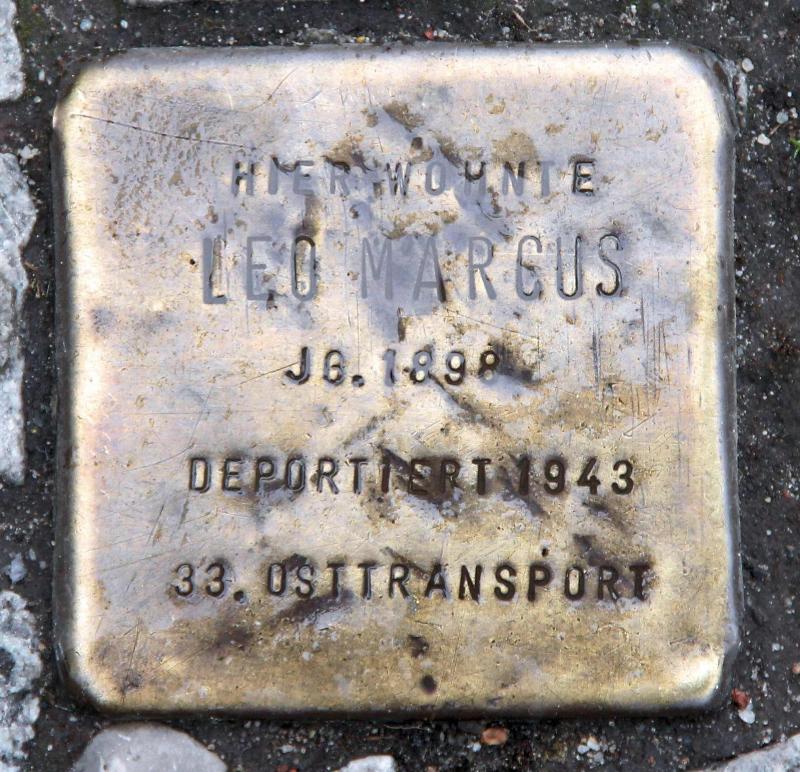 HIER WOHNTE
LEO MARCUS
JG. 1898
DEPORTIERT 1943
33. OSTTRANSPORT